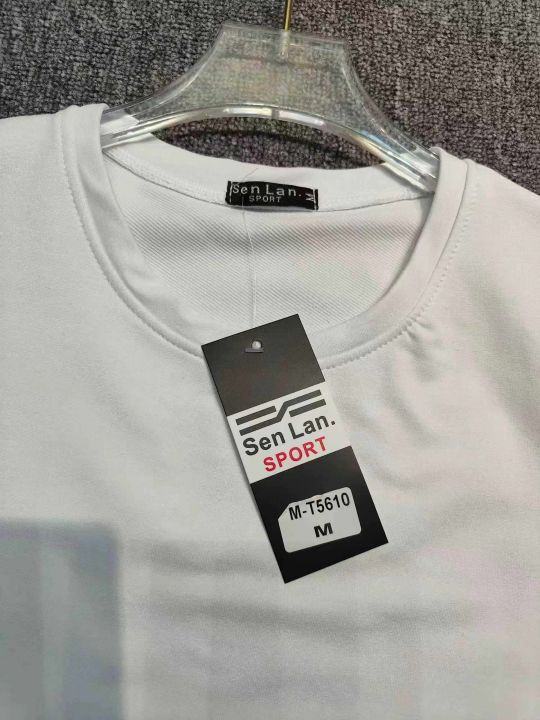 Sen Lan.
SPORT
M
Sen Lan.
SPORT
M-T5610
M